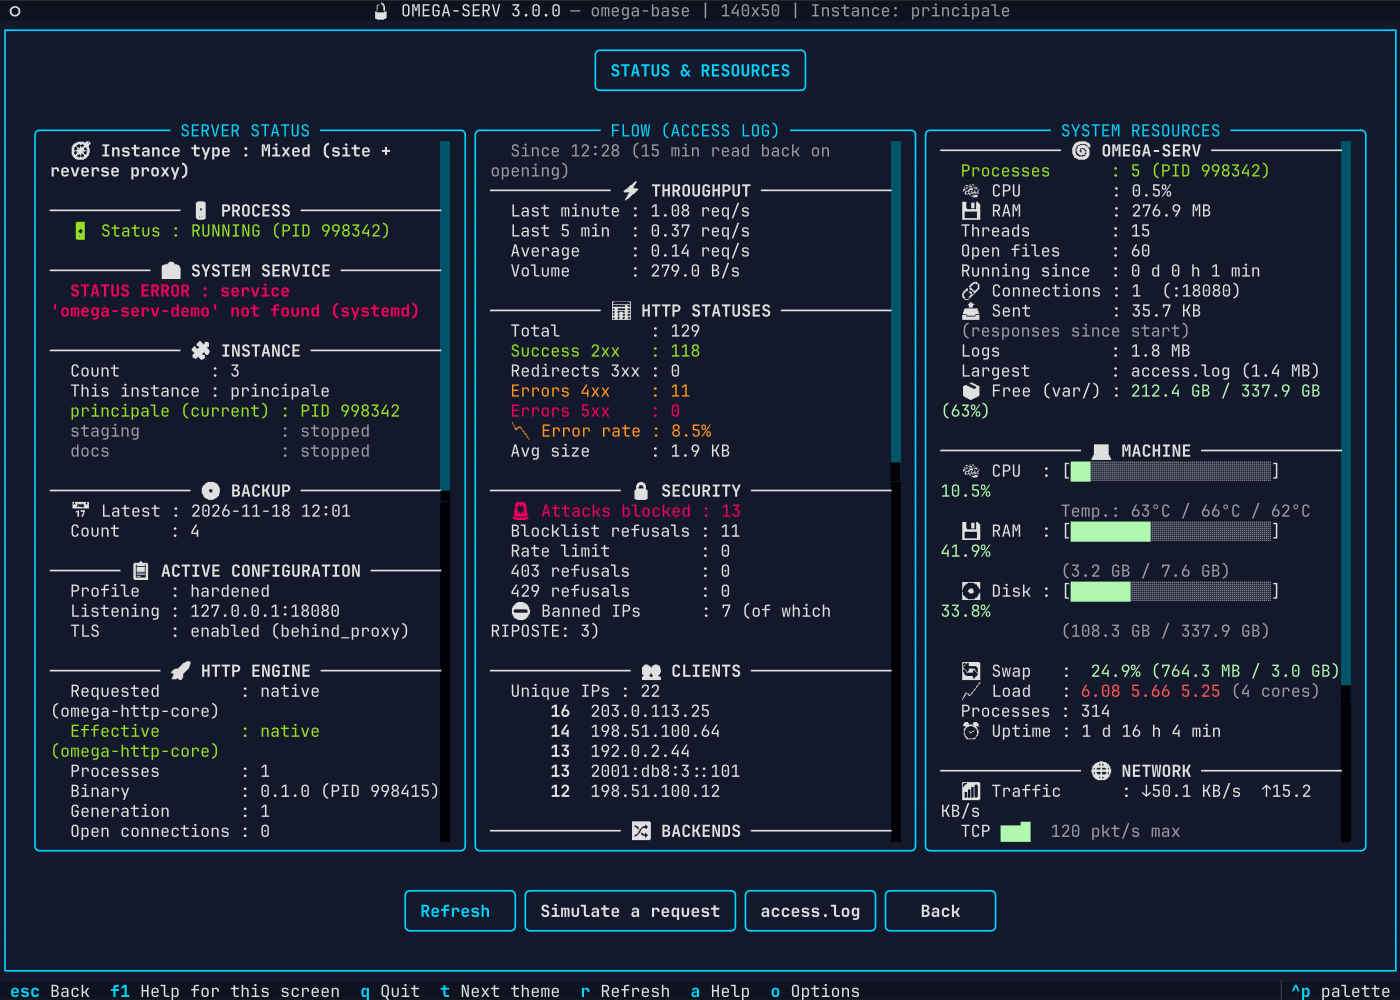 OMEGA-SERV 3.0.0 — omega-base | 140x50 | Instance: principale
STATUS & RESOURCES
SERVER STATUS
Instance type : Mixed (site +
reverse proxy)
PROCESS
Status : RUNNING (PID 998342)
SYSTEM SERVICE
STATUS ERROR : service
'omega-serv-demo' not found (systemd)
INSTANCE
Count : 3
This instance : principale
principale (current) : PID 998342
staging : stopped
docs : stopped
BACKUP
Latest : 2026-11-18 12:01
Count : 4
ACTIVE CONFIGURATION
Profile : hardened
Listening : 127.0.0.1:18080
TLS : enabled (behind_proxy)
HTTP ENGINE
Requested : native
(omega-http-core)
Effective : native
(omega-http-core)
Processes : 1
Binary : 0.1.0 (PID 998415)
Generation : 1
Open connections : 0
FLOW (ACCESS LOG)
Since 12:28 (15 min read back on
opening)
THROUGHPUT
Last minute : 1.08 req/s
Last 5 min : 0.37 req/s
Average : 0.14 req/s
Volume : 279.0 B/s
HTTP STATUSES
Total : 129
Success 2xx : 118
Redirects 3xx : 0
Errors 4xx : 11
Errors 5xx : 0
Error rate : 8.5%
Avg size : 1.9 KB
SECURITY
Attacks blocked : 13
Blocklist refusals : 11
Rate limit : 0
403 refusals : 0
429 refusals : 0
Banned IPs : 7 (of which
RIPOSTE: 3)
CLIENTS
Unique IPs : 22
16 203.0.113.25
14 198.51.100.64
13 192.0.2.44
13 2001:db8:3::101
12 198.51.100.12
BACKENDS
SYSTEM RESOURCES
OMEGA-SERV
Processes : 5 (PID 998342)
CPU : 0.5%
RAM : 276.9 MB
Threads : 15
Open files : 60
Running since : 0 d 0 h 1 min
Connections : 1 (:18080)
Sent : 35.7 KB
(responses since start)
Logs : 1.8 MB
Largest : access.log (1.4 MB)
Free (var/) : 212.4 GB / 337.9 GB
(63%)
MACHINE
CPU : [ ]
10.5%
Temp.: 63°C / 66°C / 62°C
RAM : [ ]
41.9%
(3.2 GB / 7.6 GB)
Disk : [ ]
33.8%
(108.3 GB / 337.9 GB)
Swap : 24.9% (764.3 MB / 3.0 GB)
Load : 6.08 5.66 5.25 (4 cores)
Processes : 314
Uptime : 1 d 16 h 4 min
NETWORK
Traffic : ↓50.1 KB/s ↑15.2
KB/s
TCP 120 pkt/s max
Refresh Simulate a request access.log Back
esc Back f1 Help for this screen q Quit t Next theme r Refresh a Help o Options ^p palette